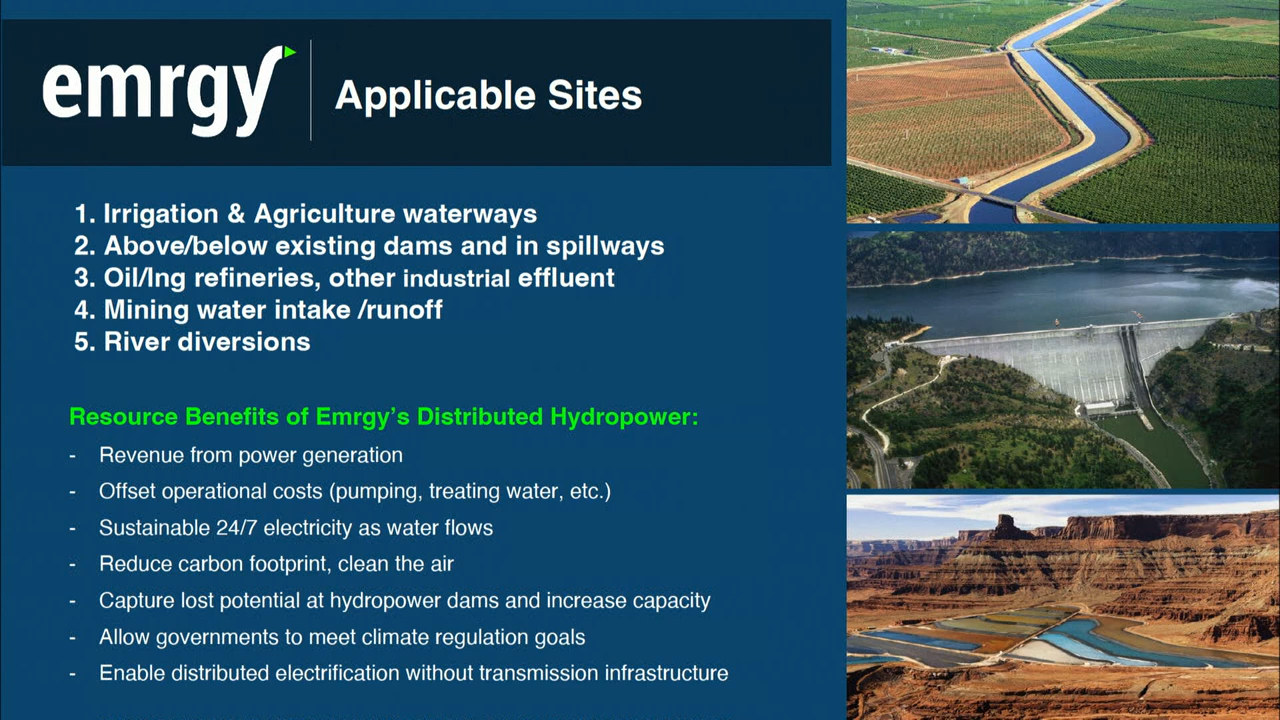 emrgy
Applicable Sites
1. Irrigation & Agriculture waterways
2. Above/below existing dams and in spillways
3. Oil/lng refineries, other industrial effluent
4. Mining water intake /runoff
5. River diversions
Resource Benefits of Emrgy’s Distributed Hydropower:
- Revenue from power generation
- Offset operational costs (pumping, treating water, etc.)
- Sustainable 24/7 electricity as water flows
- Reduce carbon footprint, clean the air
- Capture lost potential at hydropower dams and increase capacity
- Allow governments to meet climate regulation goals
- Enable distributed electrification without transmission infrastructure